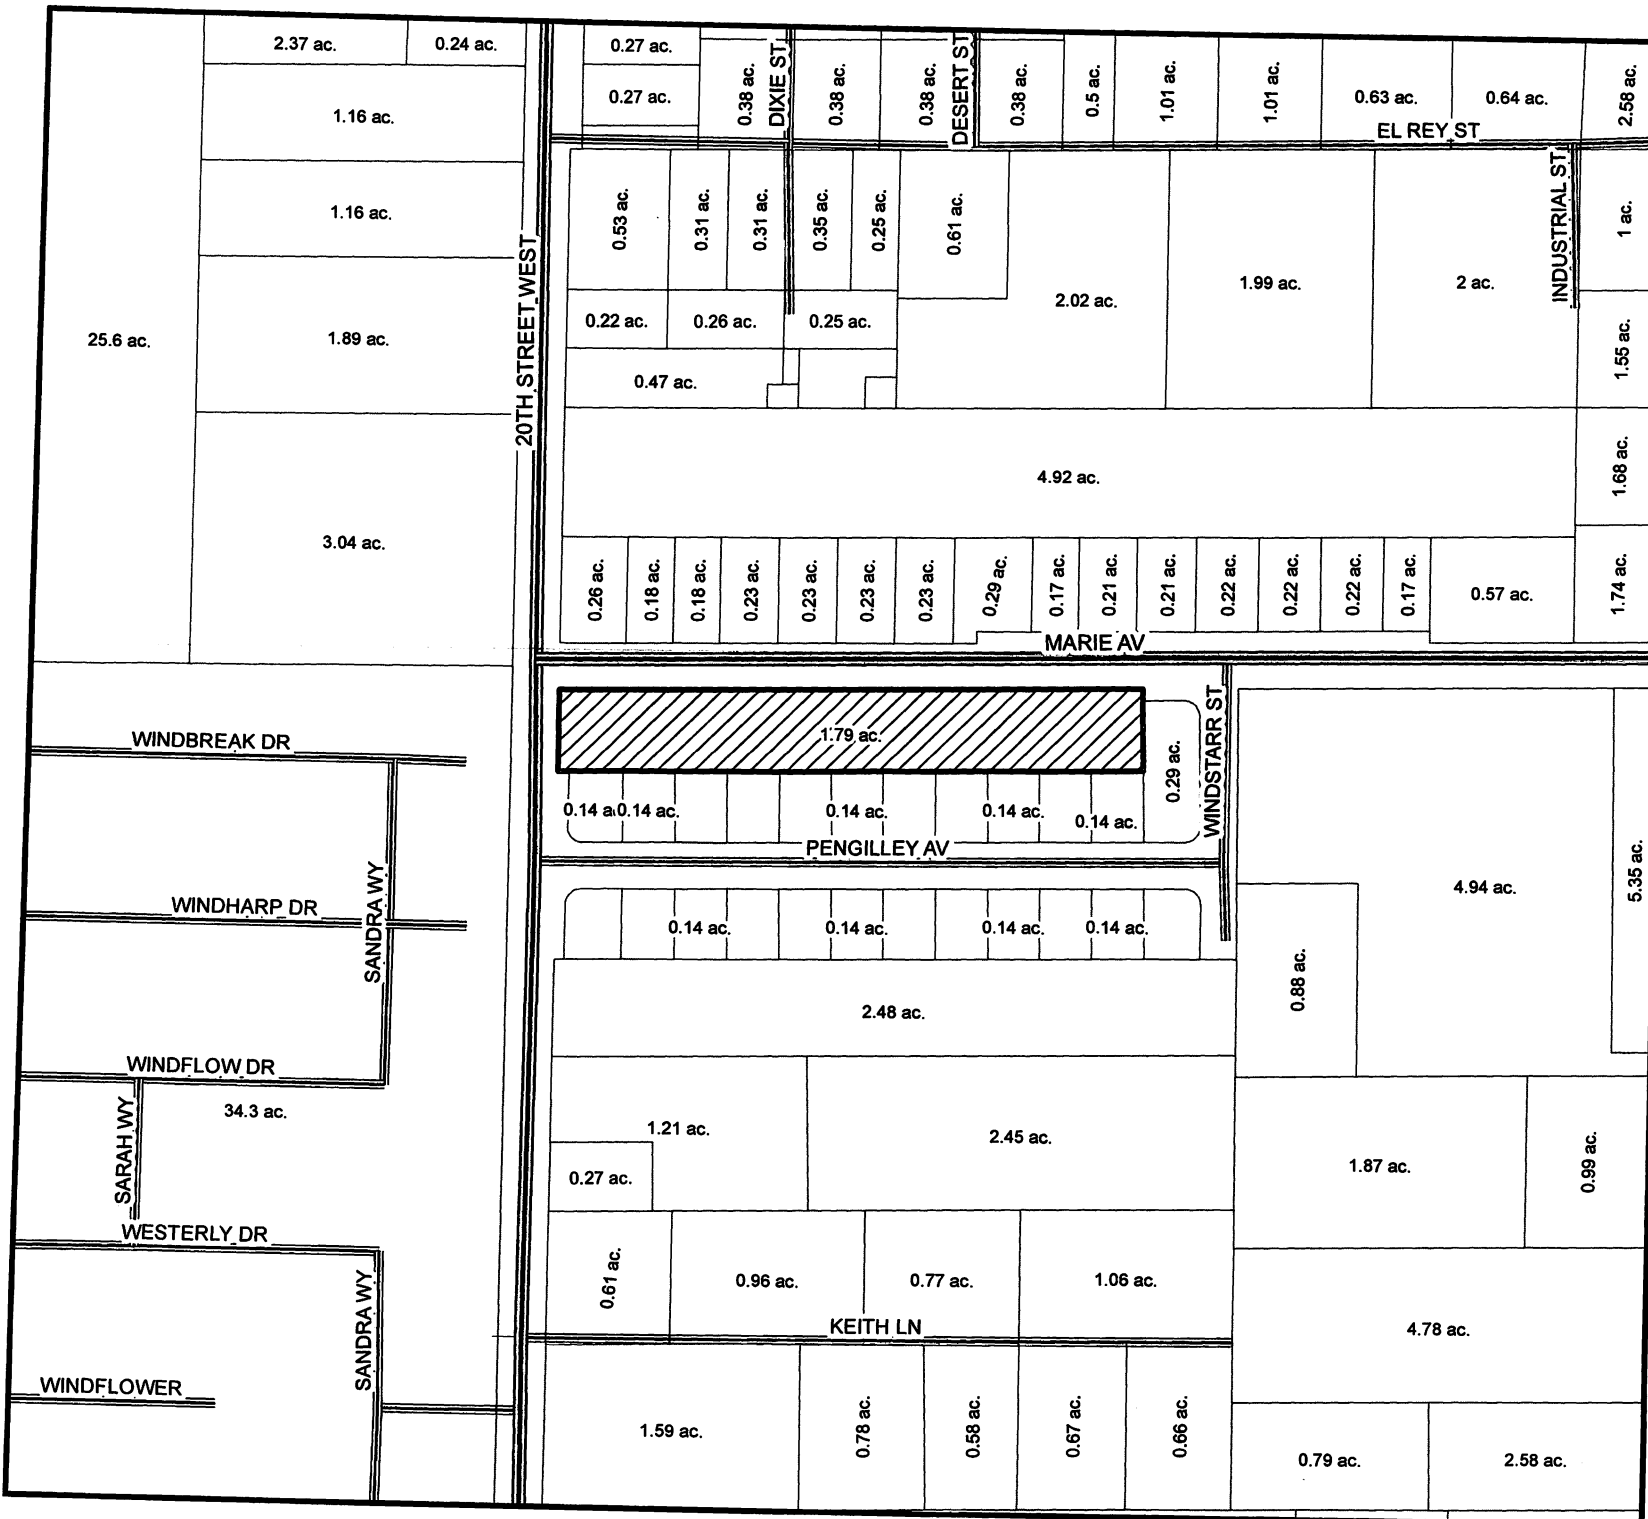 2.37 ac.
0.24 ac.
0.27 ac.
0.27 ac.
0.38 ac.
DIXIE ST
0.38 ac.
0.38 ac.
DESERT ST
0.38 ac.
0.5 ac.
1.01 ac.
1.01 ac.
0.63 ac.
0.64 ac.
2.58 ac.
1.16 ac.
EL REY ST
1.16 ac.
0.53 ac.
0.31 ac.
0.31 ac.
0.35 ac.
0.25 ac.
0.61 ac.
INDUSTRIAL ST
1 ac.
25.6 ac.
1.89 ac.
20TH STREET WEST
0.22 ac.
0.26 ac.
0.25 ac.
2.02 ac.
1.99 ac.
2 ac.
1.55 ac.
0.47 ac.
4.92 ac.
1.68 ac.
3.04 ac.
0.26 ac.
0.18 ac.
0.18 ac.
0.23 ac.
0.23 ac.
0.23 ac.
0.23 ac.
0.29 ac.
0.17 ac.
0.21 ac.
0.21 ac.
0.22 ac.
0.22 ac.
0.22 ac.
0.17 ac.
0.57 ac.
1.74 ac.
MARIE AV
WINDBREAK DR
1.79 ac.
0.29 ac.
WINDSTARR ST
0.14 a
0.14 ac.
0.14 ac.
0.14 ac.
0.14 ac.
PENGILLEY AV
SANDRA WY
WINDHARP DR
4.94 ac.
5.35 ac.
0.14 ac.
0.14 ac.
0.14 ac.
0.14 ac.
0.88 ac.
2.48 ac.
WINDFLOW DR
34.3 ac.
SARAH WY
1.21 ac.
2.45 ac.
0.27 ac.
1.87 ac.
0.99 ac.
WESTERLY DR
SANDRA WY
0.61 ac.
0.96 ac.
0.77 ac.
1.06 ac.
KEITH LN
4.78 ac.
WINDFLOWER
1.59 ac.
0.78 ac.
0.58 ac.
0.67 ac.
0.66 ac.
0.79 ac.
2.58 ac.